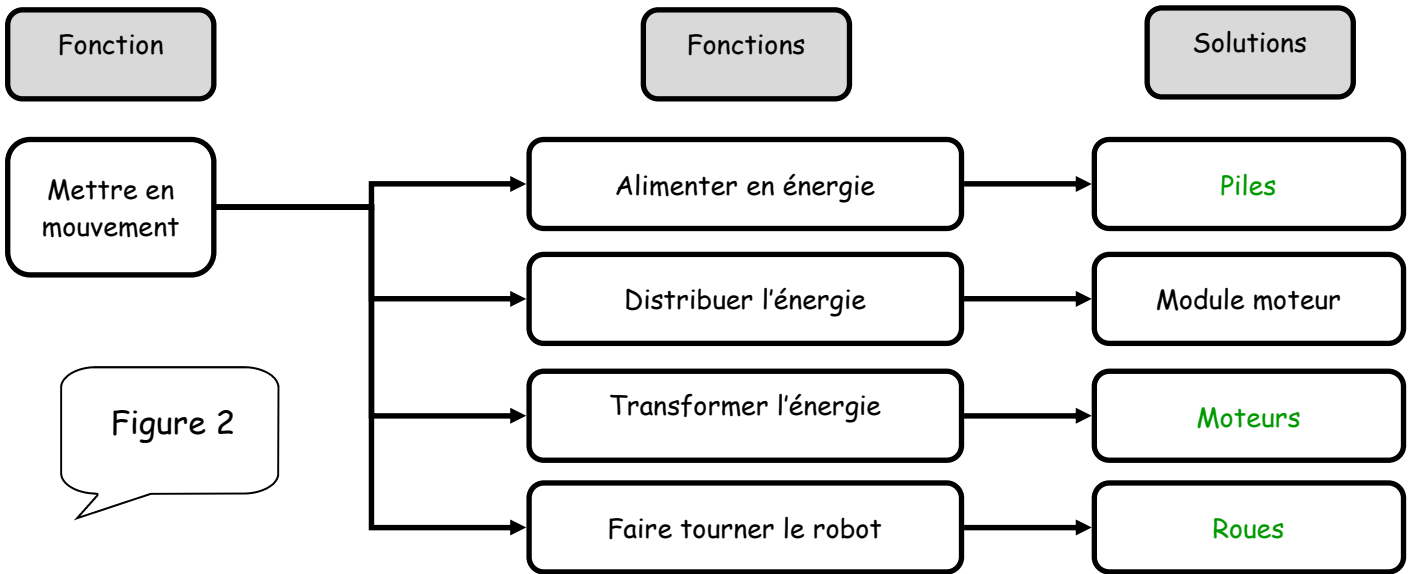 Fonction
Fonctions
Solutions
Mettre en
mouvement
Alimenter en énergie
Piles
Distribuer l'énergie
Module moteur
Transformer l'énergie
Moteurs
Faire tourner le robot
Roues
Figure 2